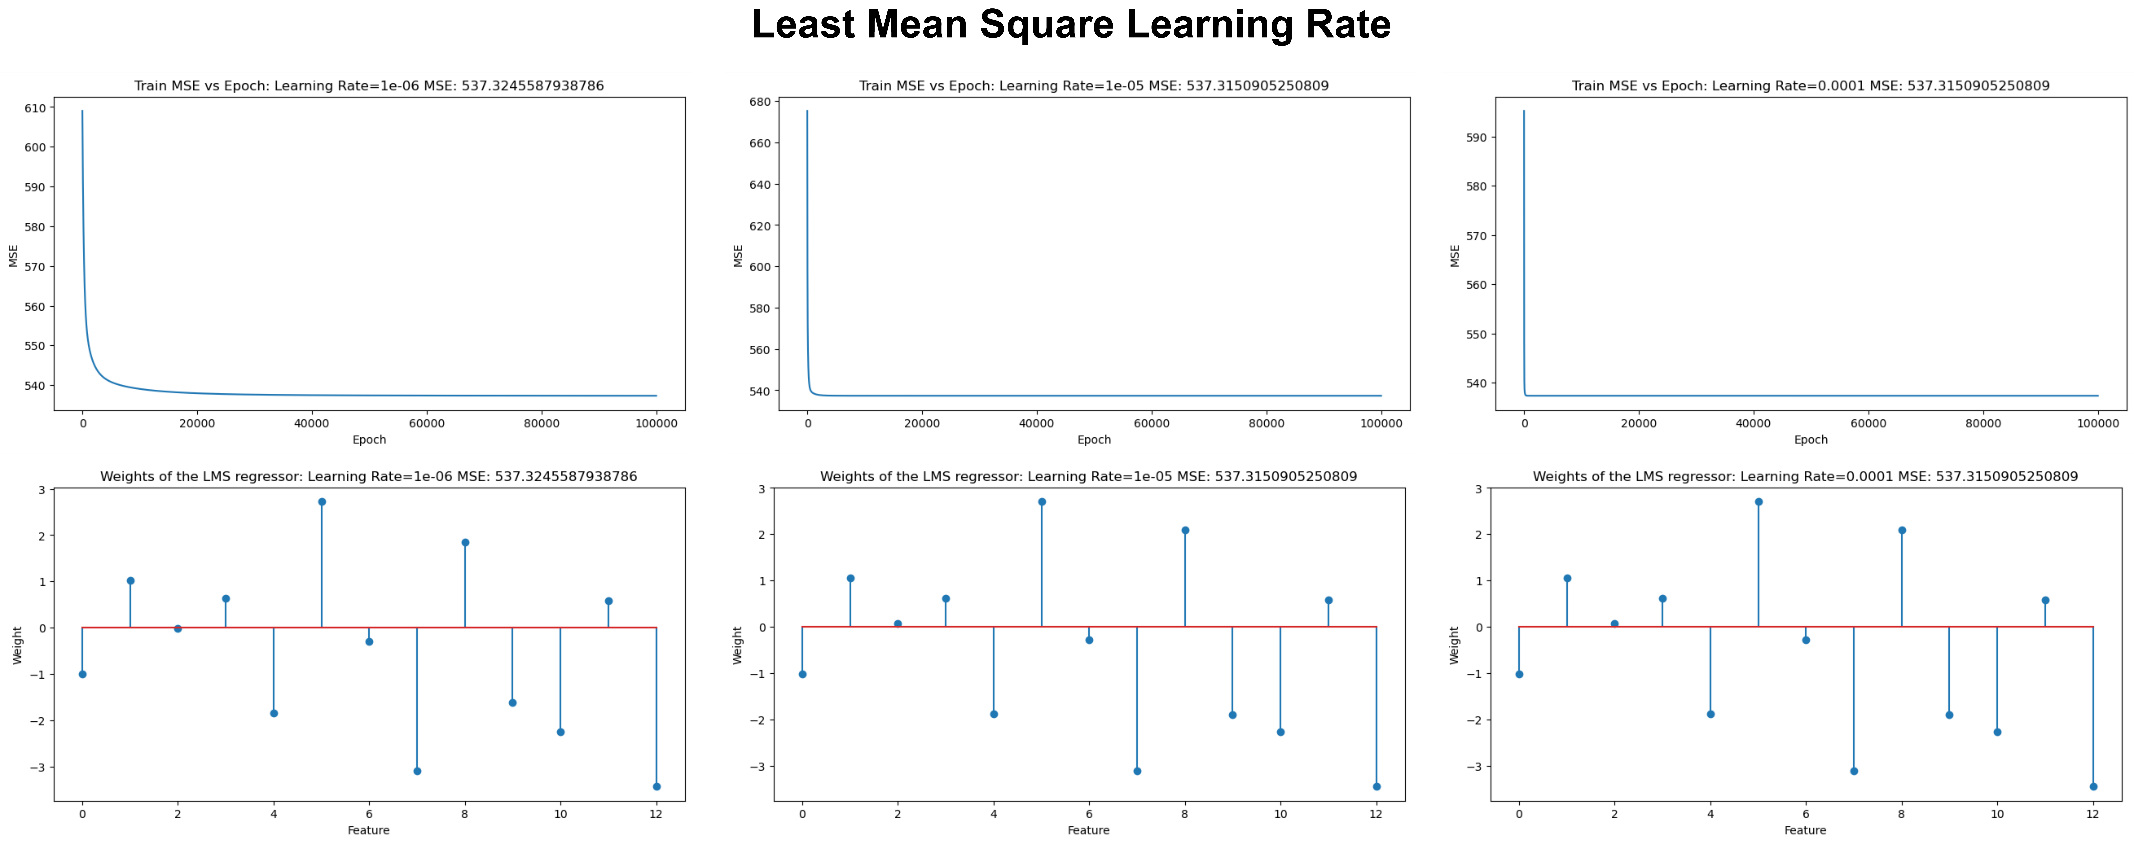 Least Mean Square Learning Rate
Train MSE vs Epoch: Learning Rate=1e-06 MSE: 537.3245587938786
610
600
590
580
570
560
550
540
MSE
0 20000 40000 60000 80000 100000
Epoch
Train MSE vs Epoch: Learning Rate=1e-05 MSE: 537.3150905250809
680
660
640
620
600
580
560
540
MSE
0 20000 40000 60000 80000 100000
Epoch
Train MSE vs Epoch: Learning Rate=0.0001 MSE: 537.3150905250809
590
580
570
560
550
540
MSE
0 20000 40000 60000 80000 100000
Epoch
Weights of the LMS regressor: Learning Rate=1e-06 MSE: 537.3245587938786
3
2
1
0
−1
−2
−3
Weight
0 2 4 6 8 10 12
Feature
Weights of the LMS regressor: Learning Rate=1e-05 MSE: 537.3150905250809
3
2
1
0
−1
−2
−3
Weight
0 2 4 6 8 10 12
Feature
Weights of the LMS regressor: Learning Rate=0.0001 MSE: 537.3150905250809
3
2
1
0
−1
−2
−3
Weight
0 2 4 6 8 10 12
Feature